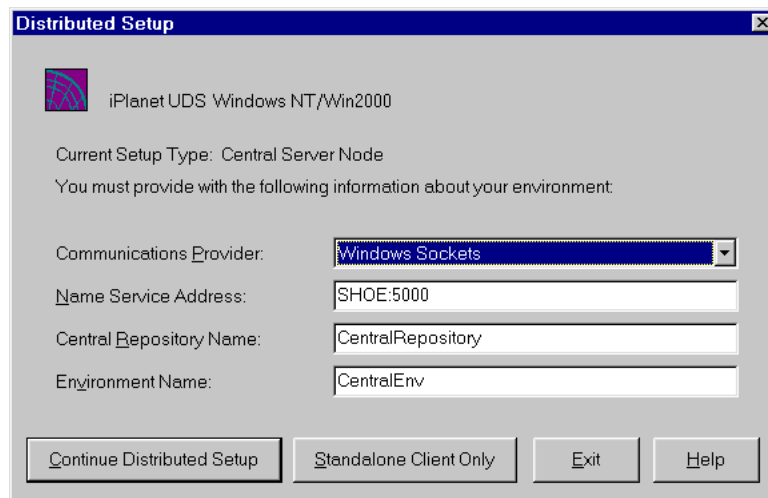 Distributed Setup
iPlanet UDS Windows NT/Win2000
Current Setup Type: Central Server Node
You must provide with the following information about your environment:
Communications Provider: Windows Sockets
Name Service Address: SHOE:5000
Central Repository Name: CentralRepository
Environment Name: CentralEnv
Continue Distributed Setup Standalone Client Only Exit Help